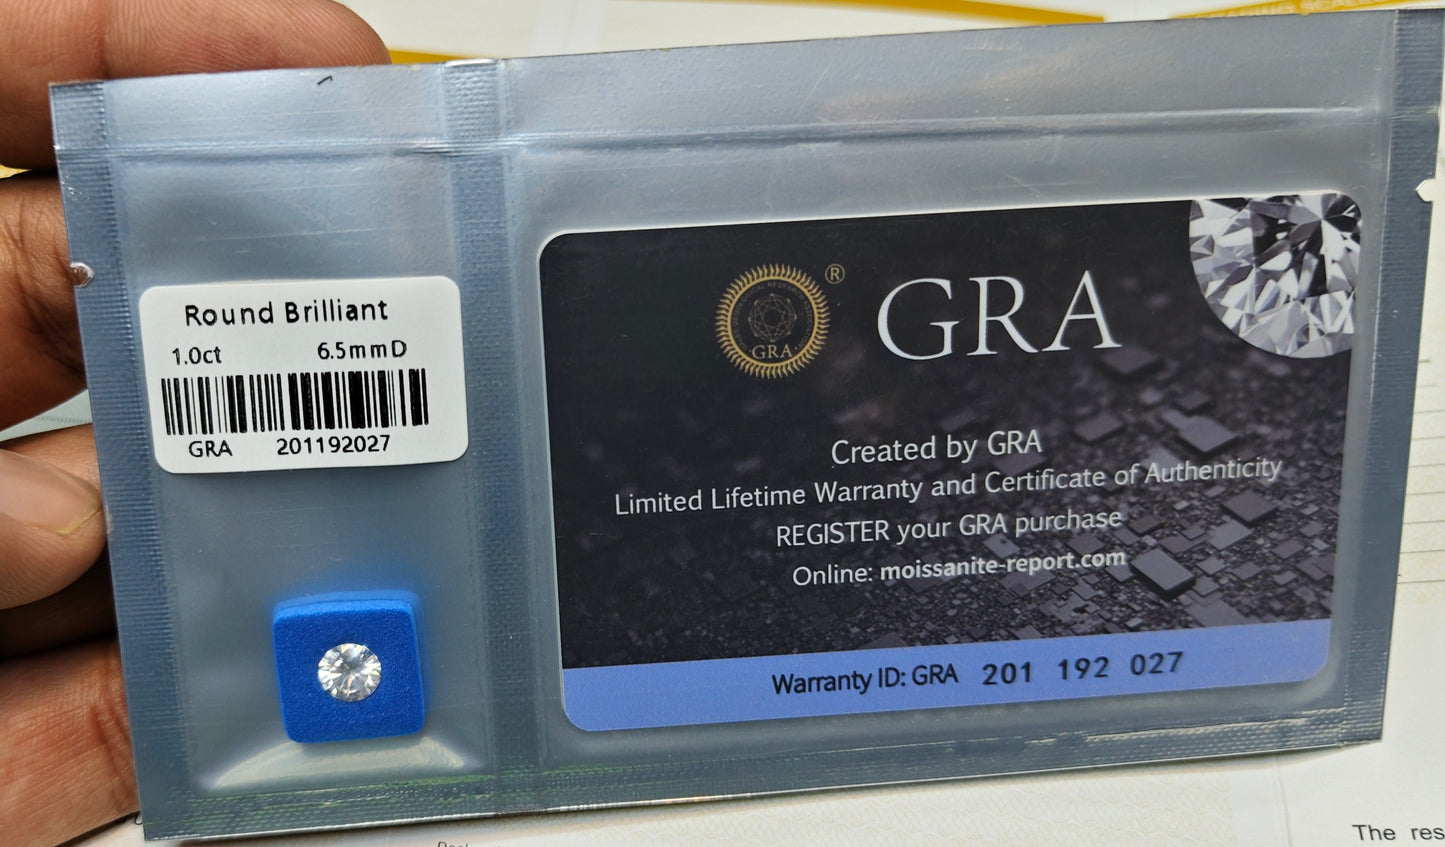 Round Brilliant
1.0ct 6.5mmD
GRA 201192027
GRA
®
GRA
Created by GRA
Limited Lifetime Warranty and Certificate of Authenticity
REGISTER your GRA purchase
Online: moissanite-report.com
Warranty ID: GRA 201 192 027
The res